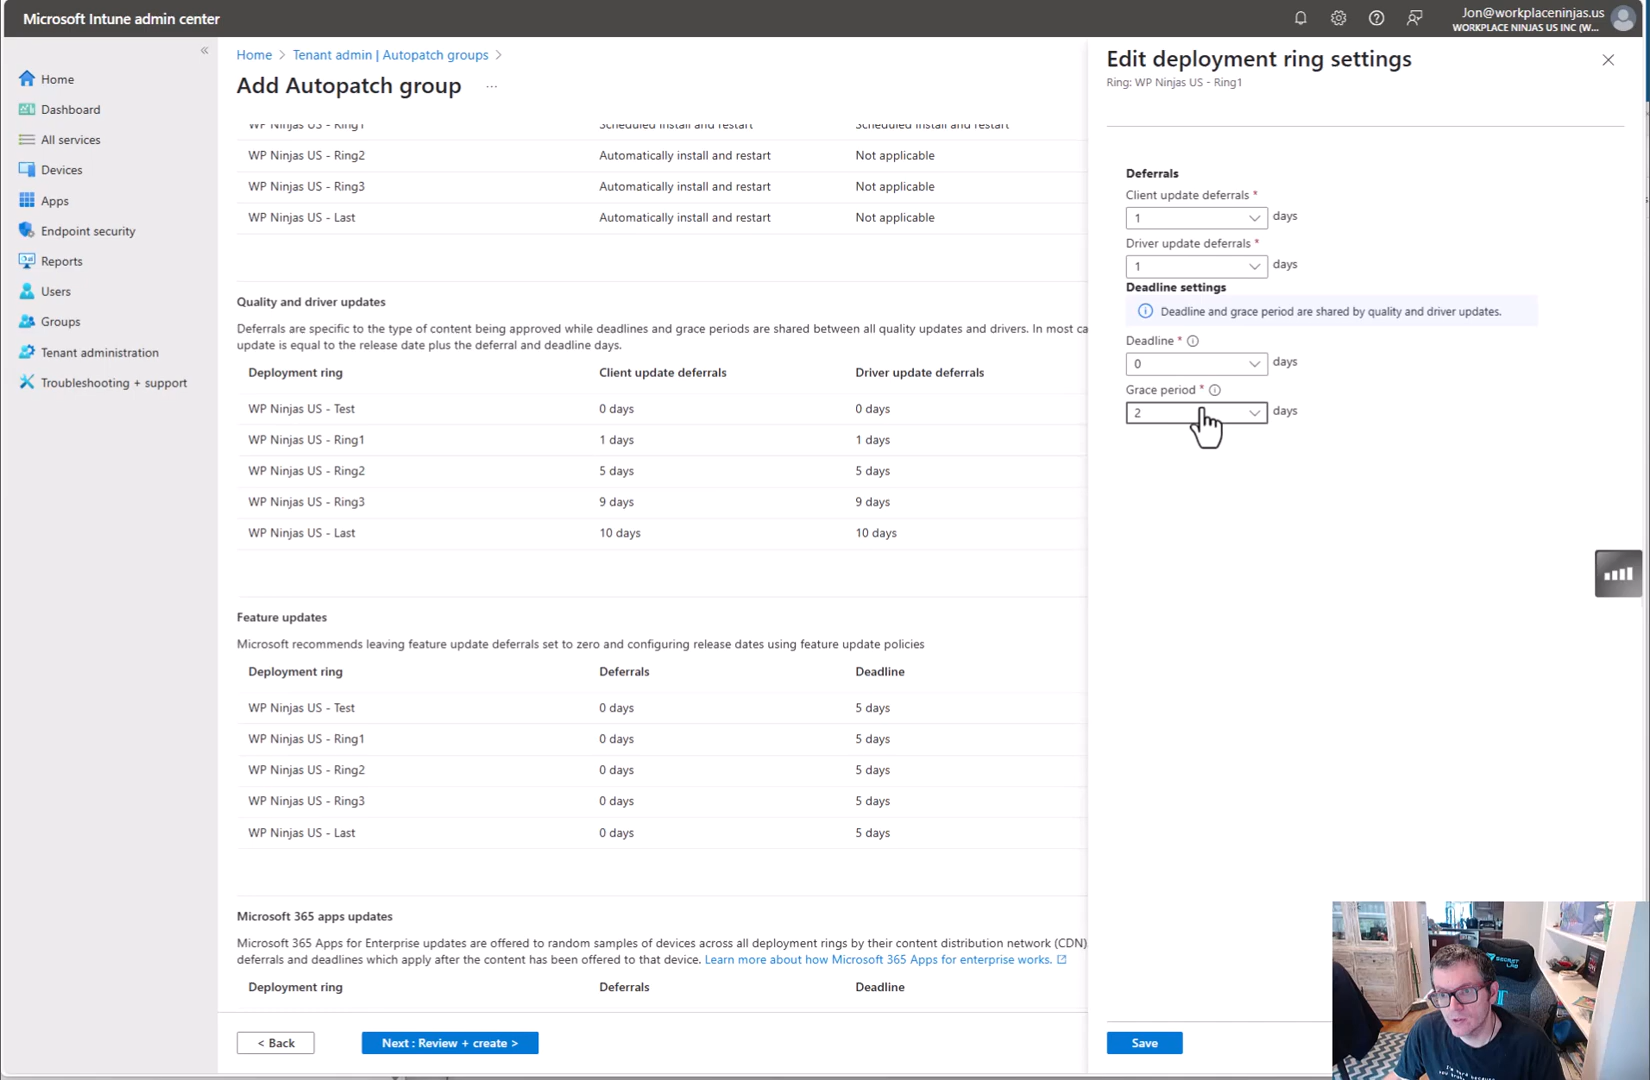 Microsoft Intune admin center
Jon@workplaceninjas.us
WORKPLACE NINJAS US INC (W...
Home
Dashboard
All services
Devices
Apps
Endpoint security
Reports
Users
Groups
Tenant administration
Troubleshooting + support
Home > Tenant admin | Autopatch groups >
Add Autopatch group ...
WP Ninjas US - Ring1 Scheduled install and restart Scheduled install and restart
WP Ninjas US - Ring2 Automatically install and restart Not applicable
WP Ninjas US - Ring3 Automatically install and restart Not applicable
WP Ninjas US - Last Automatically install and restart Not applicable
Quality and driver updates
Deferrals are specific to the type of content being approved while deadlines and grace periods are shared between all quality updates and drivers. In most ca
update is equal to the release date plus the deferral and deadline days.
Deployment ring Client update deferrals Driver update deferrals
WP Ninjas US - Test 0 days 0 days
WP Ninjas US - Ring1 1 days 1 days
WP Ninjas US - Ring2 5 days 5 days
WP Ninjas US - Ring3 9 days 9 days
WP Ninjas US - Last 10 days 10 days
Feature updates
Microsoft recommends leaving feature update deferrals set to zero and configuring release dates using feature update policies
Deployment ring Deferrals Deadline
WP Ninjas US - Test 0 days 5 days
WP Ninjas US - Ring1 0 days 5 days
WP Ninjas US - Ring2 0 days 5 days
WP Ninjas US - Ring3 0 days 5 days
WP Ninjas US - Last 0 days 5 days
Microsoft 365 apps updates
Microsoft 365 Apps for Enterprise updates are offered to random samples of devices across all deployment rings by their content distribution network (CDN)
deferrals and deadlines which apply after the content has been offered to that device. Learn more about how Microsoft 365 Apps for enterprise works.
Deployment ring Deferrals Deadline
< Back
Next : Review + create >
Edit deployment ring settings
Ring: WP Ninjas US - Ring1
Deferrals
Client update deferrals *
1 days
Driver update deferrals *
1 days
Deadline settings
Deadline and grace period are shared by quality and driver updates.
Deadline *
0 days
Grace period *
2 days
Save
SECRET LAB